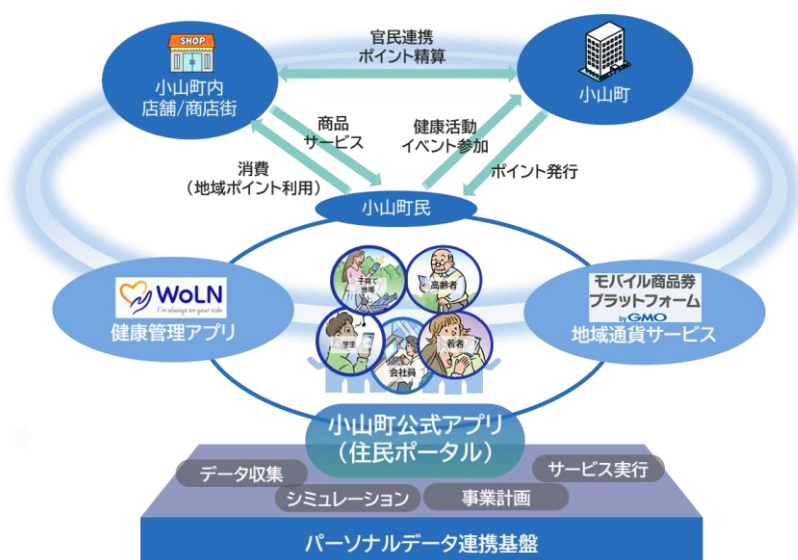 官民連携
ポイント精算
SHOP
小山町内
店舗/商店街
小山町
商品
サービス
健康活動
イベント参加
消費
（地域ポイント利用）
ポイント発行
小山町民
WoLN
I'm always on your side
健康管理アプリ
子育て
世帯
高齢者
学生
会社員
若者
モバイル商品券
プラットフォーム
by GMO
地域通貨サービス
小山町公式アプリ
（住民ポータル）
データ収集
シミュレーション
事業計画
サービス実行
パーソナルデータ連携基盤